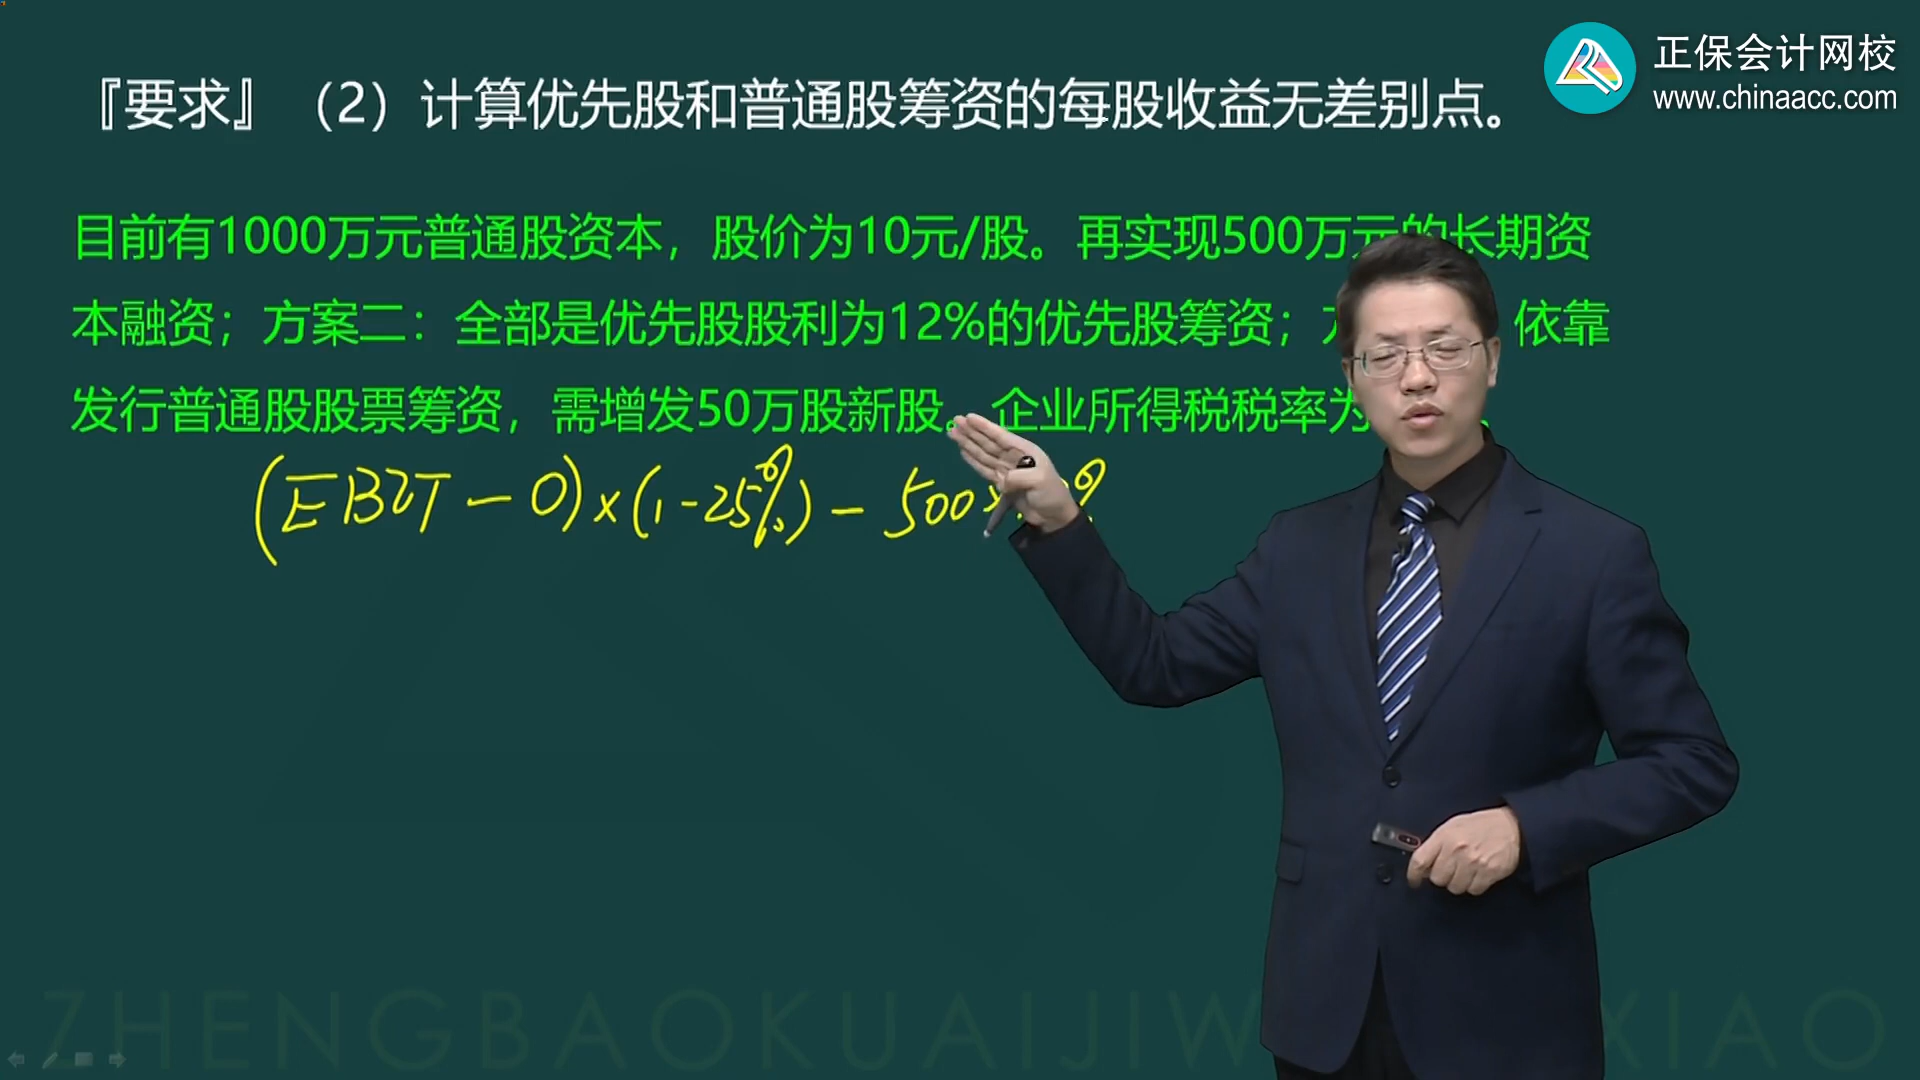 正保会计网校
www.chinaacc.com
『要求』（2）计算优先股和普通股筹资的每股收益无差别点。
目前有1000万元普通股资本，股价为10元/股。再实现500万元的长期资
本融资；方案二：全部是优先股股利为12%的优先股筹资；方 依靠
发行普通股股票筹资，需增发50万股新股。企业所得税税率为
(EBIT-0)×(1-25%)-500×
ZHENGBAOKUAIJIW XIAO